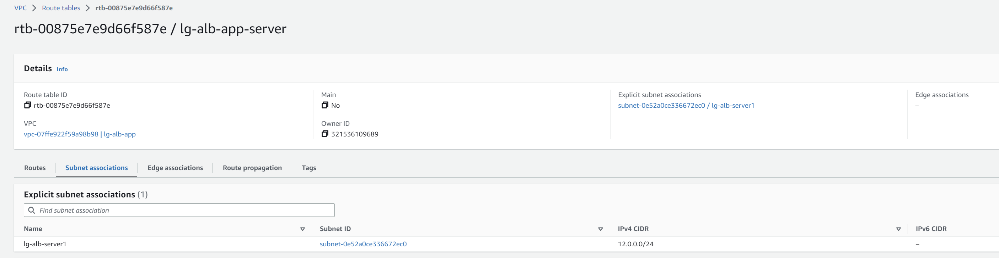 VPC > Route tables > rtb-00875e7e9d66f587e
rtb-00875e7e9d66f587e / lg-alb-app-server
Details Info
Route table ID
rtb-00875e7e9d66f587e
Main
No
Explicit subnet associations
subnet-0e52a0ce336672ec0 / lg-alb-server1
Edge associations
–
VPC
vpc-07ffe922f59a98b98 | lg-alb-app
Owner ID
321536109689
Routes Subnet associations Edge associations Route propagation Tags
Explicit subnet associations (1)
Find subnet association
Name Subnet ID IPv4 CIDR IPv6 CIDR
lg-alb-server1 subnet-0e52a0ce336672ec0 12.0.0.0/24 –